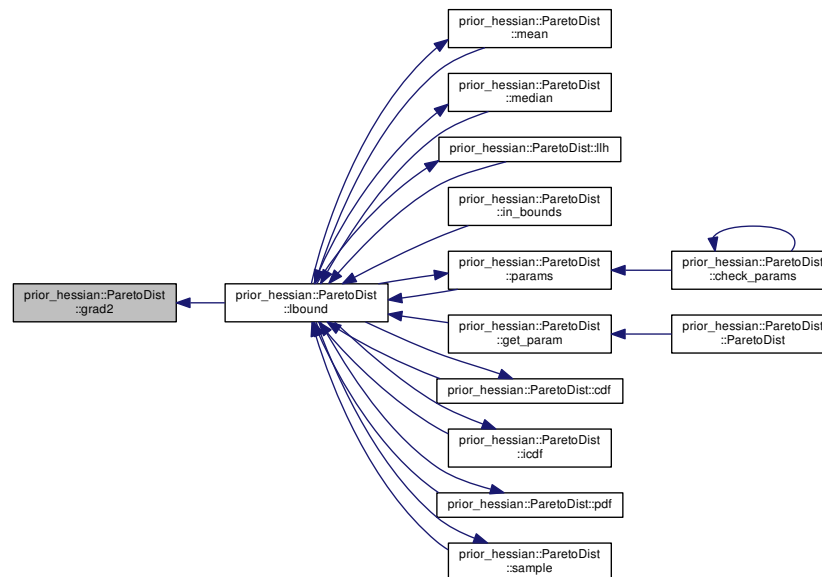 prior_hessian::ParetoDist
::mean
prior_hessian::ParetoDist
::median
prior_hessian::ParetoDist::llh
prior_hessian::ParetoDist
::in_bounds
prior_hessian::ParetoDist
::params
prior_hessian::ParetoDist
::check_params
prior_hessian::ParetoDist
::grad2
prior_hessian::ParetoDist
::lbound
prior_hessian::ParetoDist
::get_param
prior_hessian::ParetoDist
::ParetoDist
prior_hessian::ParetoDist::cdf
prior_hessian::ParetoDist
::icdf
prior_hessian::ParetoDist::pdf
prior_hessian::ParetoDist
::sample